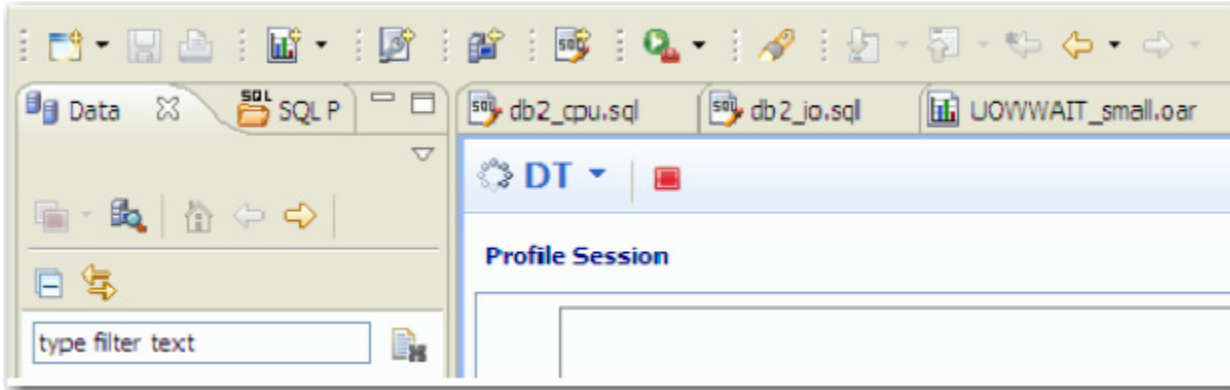 Data SQL P db2_cpu.sql db2_io.sql UOWWAIT_small.oar
DT
Profile Session
type filter text